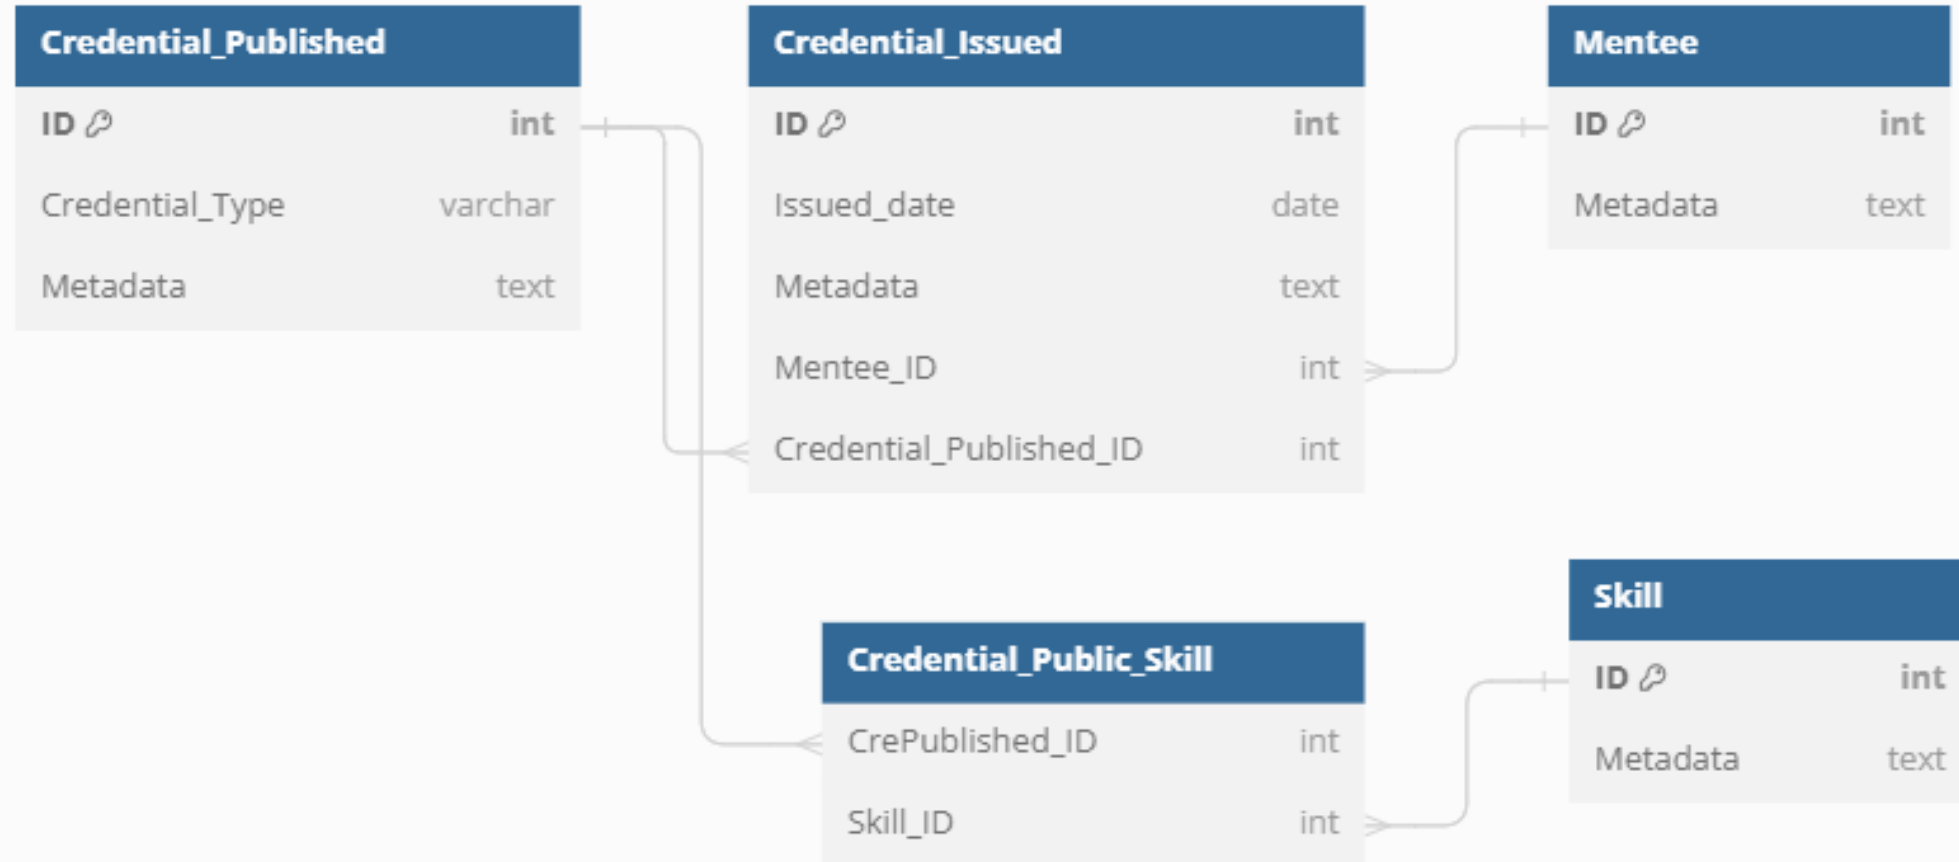 Credential_Published
ID int
Credential_Type varchar
Metadata text
Credential_Issued
ID int
Issued_date date
Metadata text
Mentee_ID int
Credential_Published_ID int
Mentee
ID int
Metadata text
Credential_Public_Skill
CrePublished_ID int
Skill_ID int
Skill
ID int
Metadata text